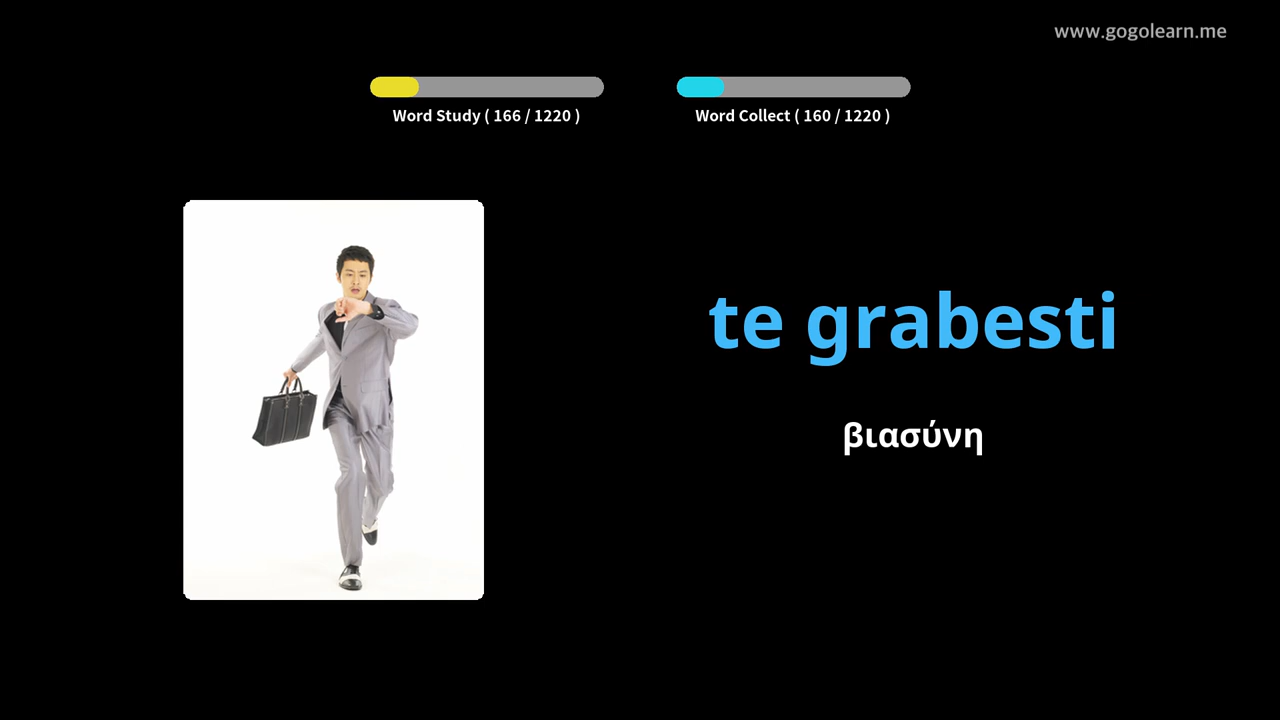 www.gogolearn.me
Word Study ( 166 / 1220 )
Word Collect ( 160 / 1220 )
te grabesti
βιασύνη